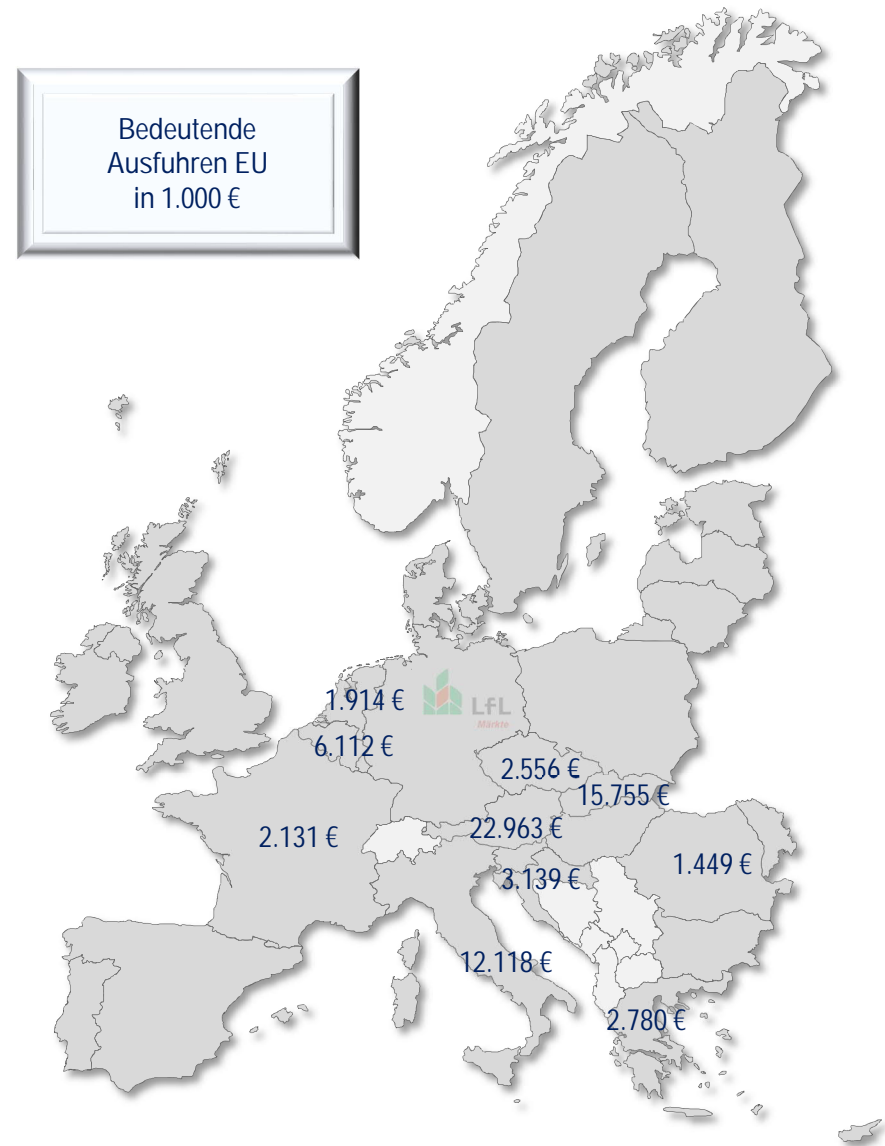 Bedeutende
Ausfuhren EU
in 1.000 €
1.914 €
LfL
Märkte
6.112 €
2.556 €
15.755 €
2.131 €
22.963 €
1.449 €
3.139 €
12.118 €
2.780 €